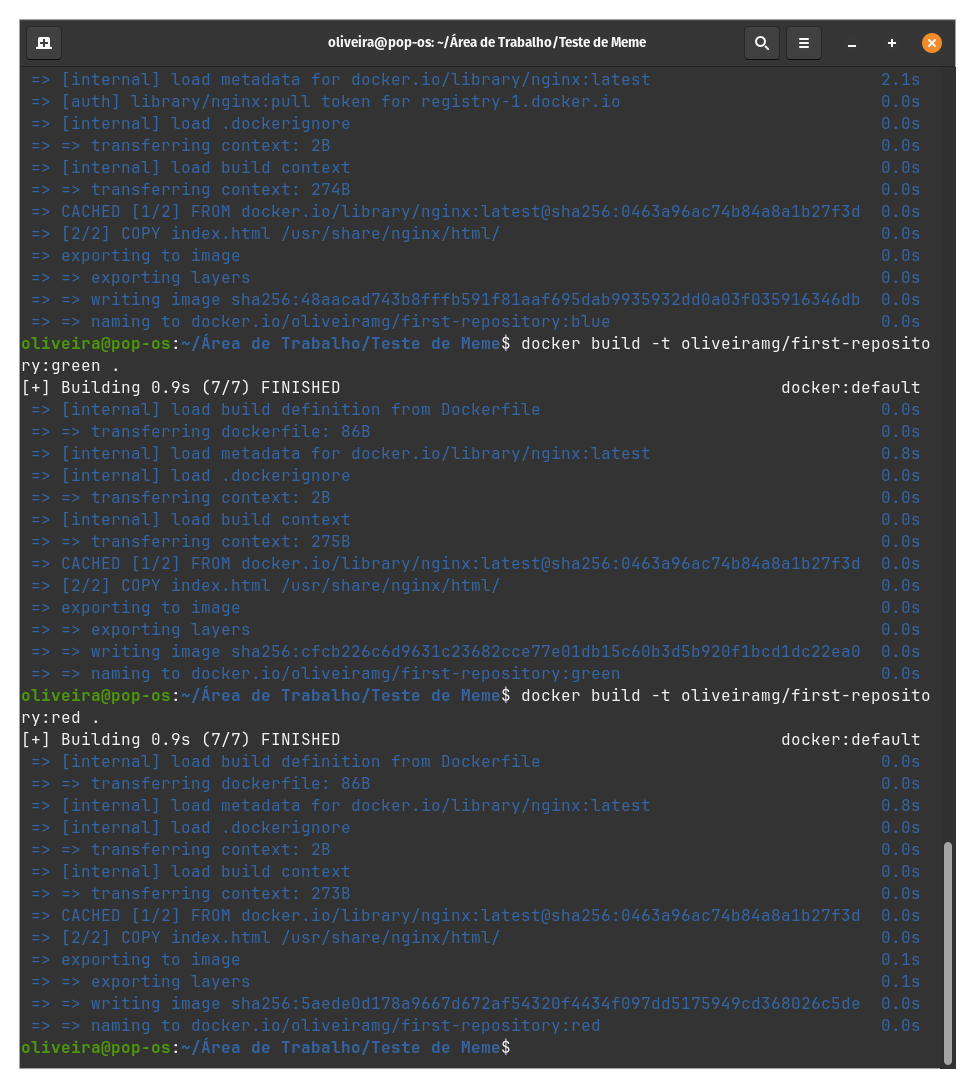 oliveira@pop-os: ~/Área de Trabalho/Teste de Meme
=> [internal] load metadata for docker.io/library/nginx:latest 2.1s
=> [auth] library/nginx:pull token for registry-1.docker.io 0.0s
=> [internal] load .dockerignore 0.0s
=> => transferring context: 2B 0.0s
=> [internal] load build context 0.0s
=> => transferring context: 274B 0.0s
=> CACHED [1/2] FROM docker.io/library/nginx:latest@sha256:0463a96ac74b84a8a1b27f3d 0.0s
=> [2/2] COPY index.html /usr/share/nginx/html/ 0.0s
=> exporting to image 0.0s
=> => exporting layers 0.0s
=> => writing image sha256:48aacad743b8fffb591f81aaf695dab9935932dd0a03f035916346db 0.0s
=> => naming to docker.io/oliveiramg/first-repository:blue 0.0s
oliveira@pop-os:~/Área de Trabalho/Teste de Meme$ docker build -t oliveiramg/first-reposito
ry:green .
[+] Building 0.9s (7/7) FINISHED docker:default
=> [internal] load build definition from Dockerfile 0.0s
=> => transferring dockerfile: 86B 0.0s
=> [internal] load metadata for docker.io/library/nginx:latest 0.8s
=> [internal] load .dockerignore 0.0s
=> => transferring context: 2B 0.0s
=> [internal] load build context 0.0s
=> => transferring context: 275B 0.0s
=> CACHED [1/2] FROM docker.io/library/nginx:latest@sha256:0463a96ac74b84a8a1b27f3d 0.0s
=> [2/2] COPY index.html /usr/share/nginx/html/ 0.0s
=> exporting to image 0.0s
=> => exporting layers 0.0s
=> => writing image sha256:cfcb226c6d9631c23682cce77e01db15c60b3d5b920f1bcd1dc22ea0 0.0s
=> => naming to docker.io/oliveiramg/first-repository:green 0.0s
oliveira@pop-os:~/Área de Trabalho/Teste de Meme$ docker build -t oliveiramg/first-reposito
ry:red .
[+] Building 0.9s (7/7) FINISHED docker:default
=> [internal] load build definition from Dockerfile 0.0s
=> => transferring dockerfile: 86B 0.0s
=> [internal] load metadata for docker.io/library/nginx:latest 0.8s
=> [internal] load .dockerignore 0.0s
=> => transferring context: 2B 0.0s
=> [internal] load build context 0.0s
=> => transferring context: 273B 0.0s
=> CACHED [1/2] FROM docker.io/library/nginx:latest@sha256:0463a96ac74b84a8a1b27f3d 0.0s
=> [2/2] COPY index.html /usr/share/nginx/html/ 0.0s
=> exporting to image 0.1s
=> => exporting layers 0.1s
=> => writing image sha256:5aede0d178a9667d672af54320f4434f097dd5175949cd368026c5de 0.0s
=> => naming to docker.io/oliveiramg/first-repository:red 0.0s
oliveira@pop-os:~/Área de Trabalho/Teste de Meme$